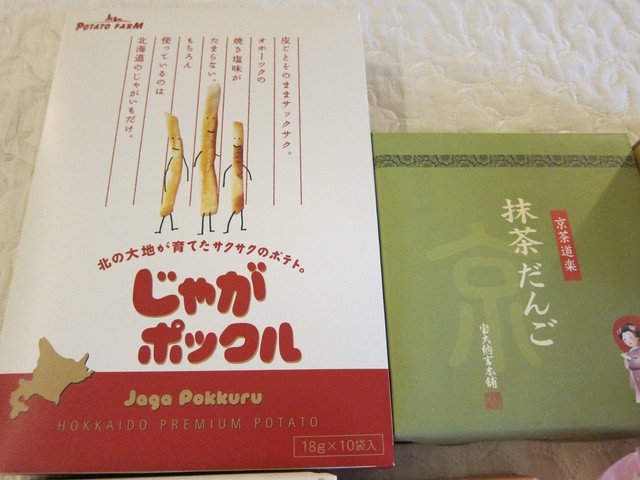 POTATO FARM
皮ごとそのままサックサク。
オホーツクの
焼き塩味が
たまらない。
もちろん
使っているのは
北海道のじゃがいもだけ。
北の大地が育てたサクサクのポテト。
じゃが
ポックル
Jaga Pokkuru
HOKKAIDO PREMIUM POTATO
18g×10袋入
京茶道楽
抹茶だんご
京